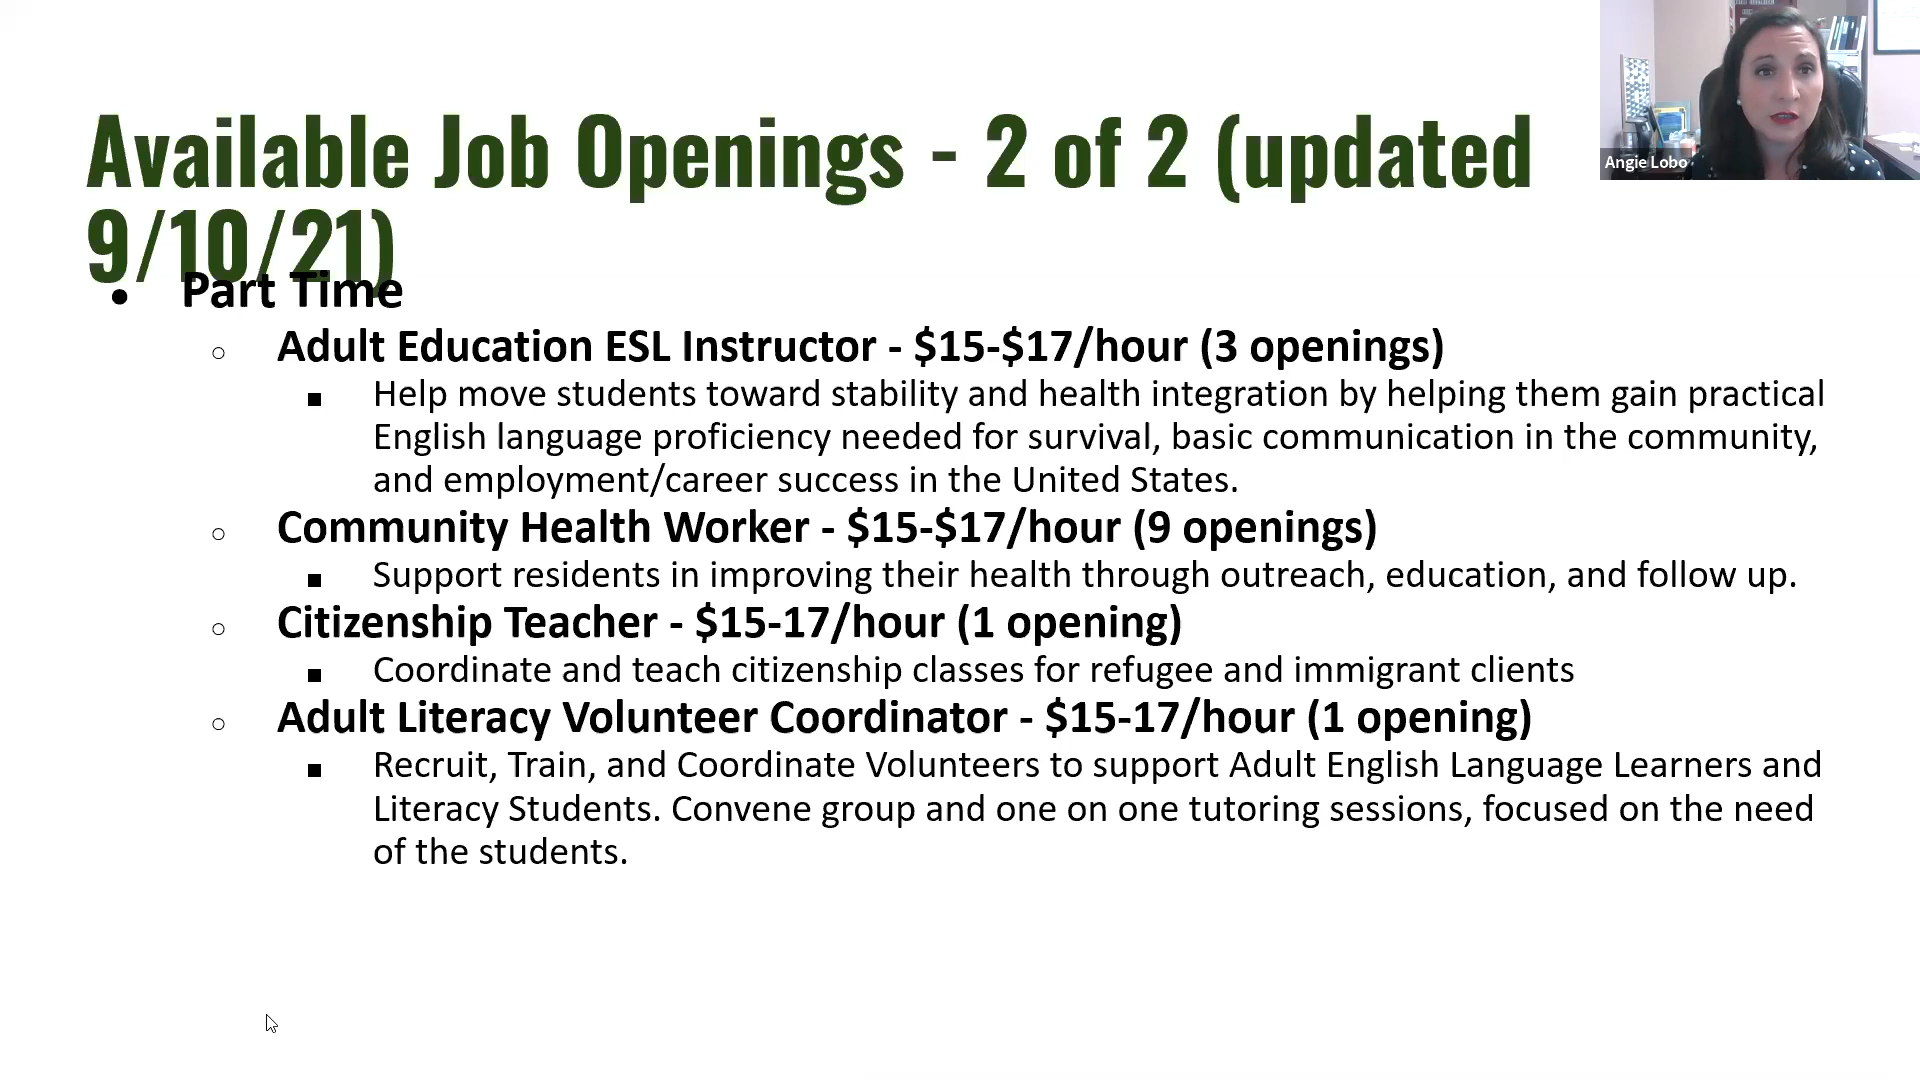 Available Job Openings - 2 of 2 (updated
9/10/21)
Angie Lobo
• Part Time
○ Adult Education ESL Instructor - $15-$17/hour (3 openings)
■ Help move students toward stability and health integration by helping them gain practical
English language proficiency needed for survival, basic communication in the community,
and employment/career success in the United States.
○ Community Health Worker - $15-$17/hour (9 openings)
■ Support residents in improving their health through outreach, education, and follow up.
○ Citizenship Teacher - $15-17/hour (1 opening)
■ Coordinate and teach citizenship classes for refugee and immigrant clients
○ Adult Literacy Volunteer Coordinator - $15-17/hour (1 opening)
■ Recruit, Train, and Coordinate Volunteers to support Adult English Language Learners and
Literacy Students. Convene group and one on one tutoring sessions, focused on the need
of the students.